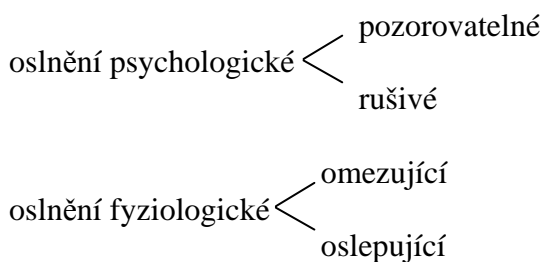 pozorovatelné
oslnění psychologické
rušivé
omezující
oslnění fyziologické
oslepující